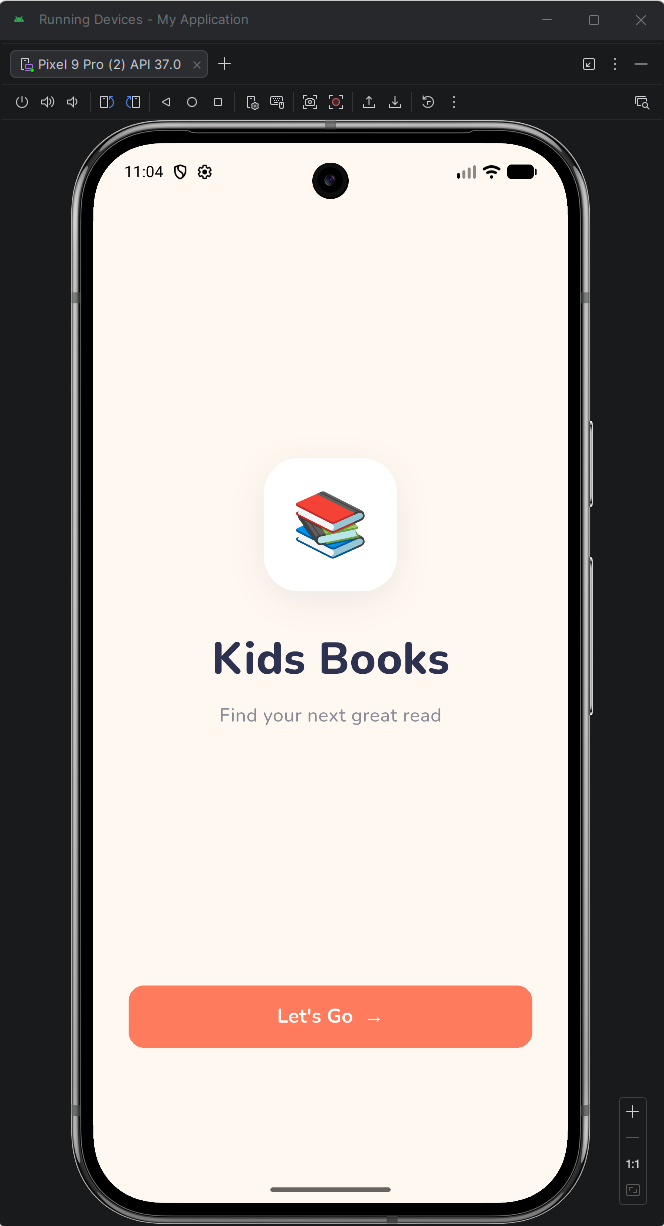 Running Devices - My Application
Pixel 9 Pro (2) API 37.0
11:04
Kids Books
Find your next great read
Let's Go →
1:1